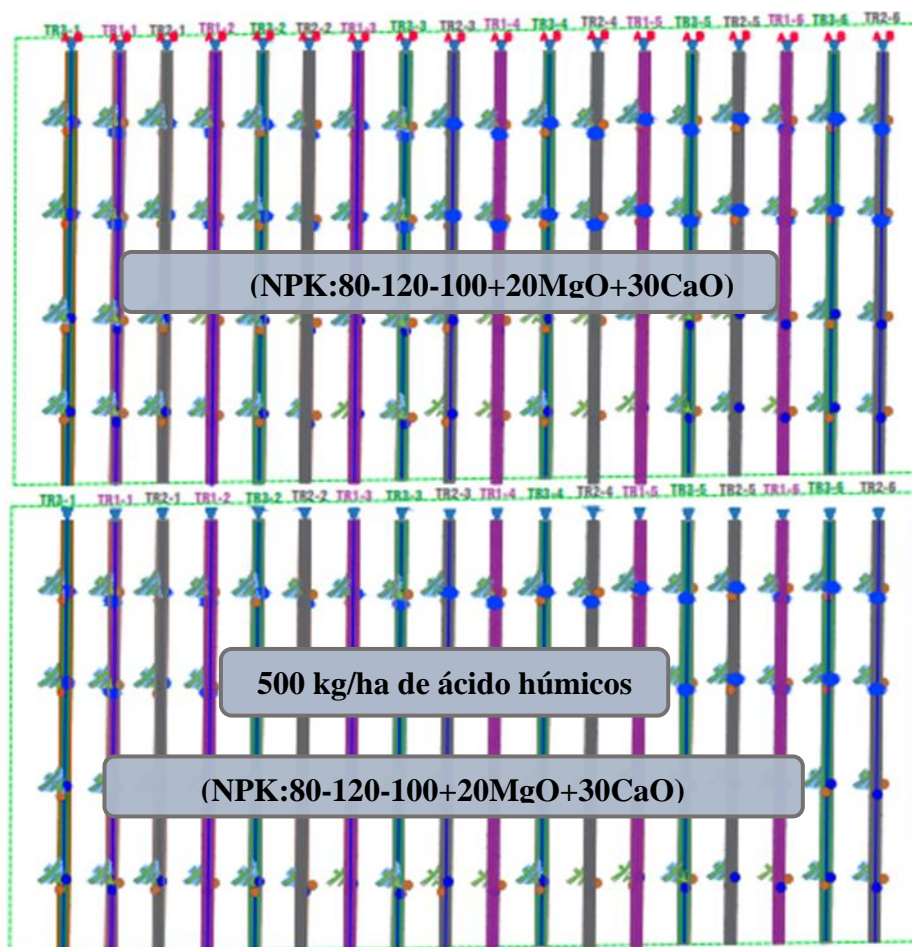 TR3-1 TR1-1 TR2-1 TR1-2 TR3-2 TR2-2 TR1-3 TR3-3 TR2-3 TR1-4 TR3-4 TR2-4 TR1-5 TR3-5 TR2-5 TR1-6 TR3-6 TR2-6
A B A B A B A B A B A B A B A B A B A B A B A B A B A B A B A B A B A B
(NPK:80-120-100+20MgO+30CaO)
TR3-1 TR1-1 TR2-1 TR1-2 TR3-2 TR2-2 TR1-3 TR3-3 TR2-3 TR1-4 TR3-4 TR2-4 TR1-5 TR3-5 TR2-5 TR1-6 TR3-6 TR2-6
500 kg/ha de ácido húmicos
(NPK:80-120-100+20MgO+30CaO)